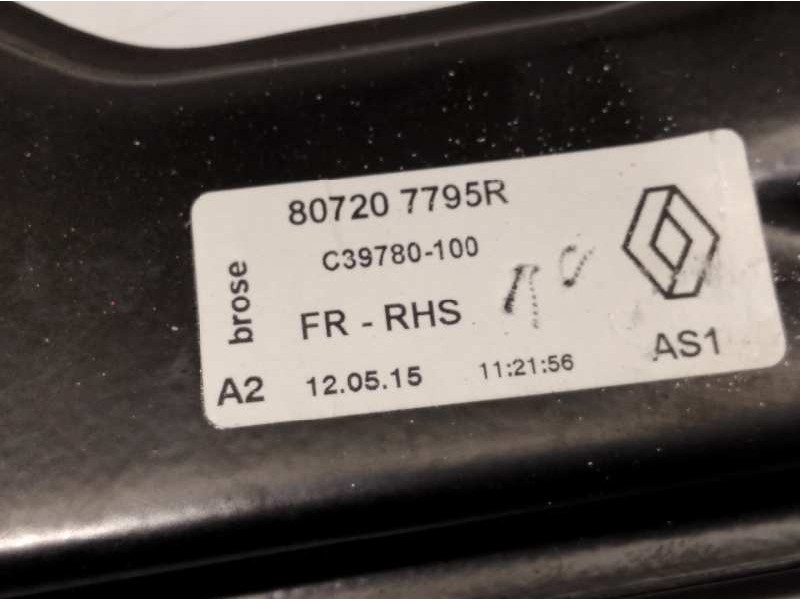 80720 7795R
C39780-100
brose
FR - RHS
A2 12.05.15 11:21:56 AS1